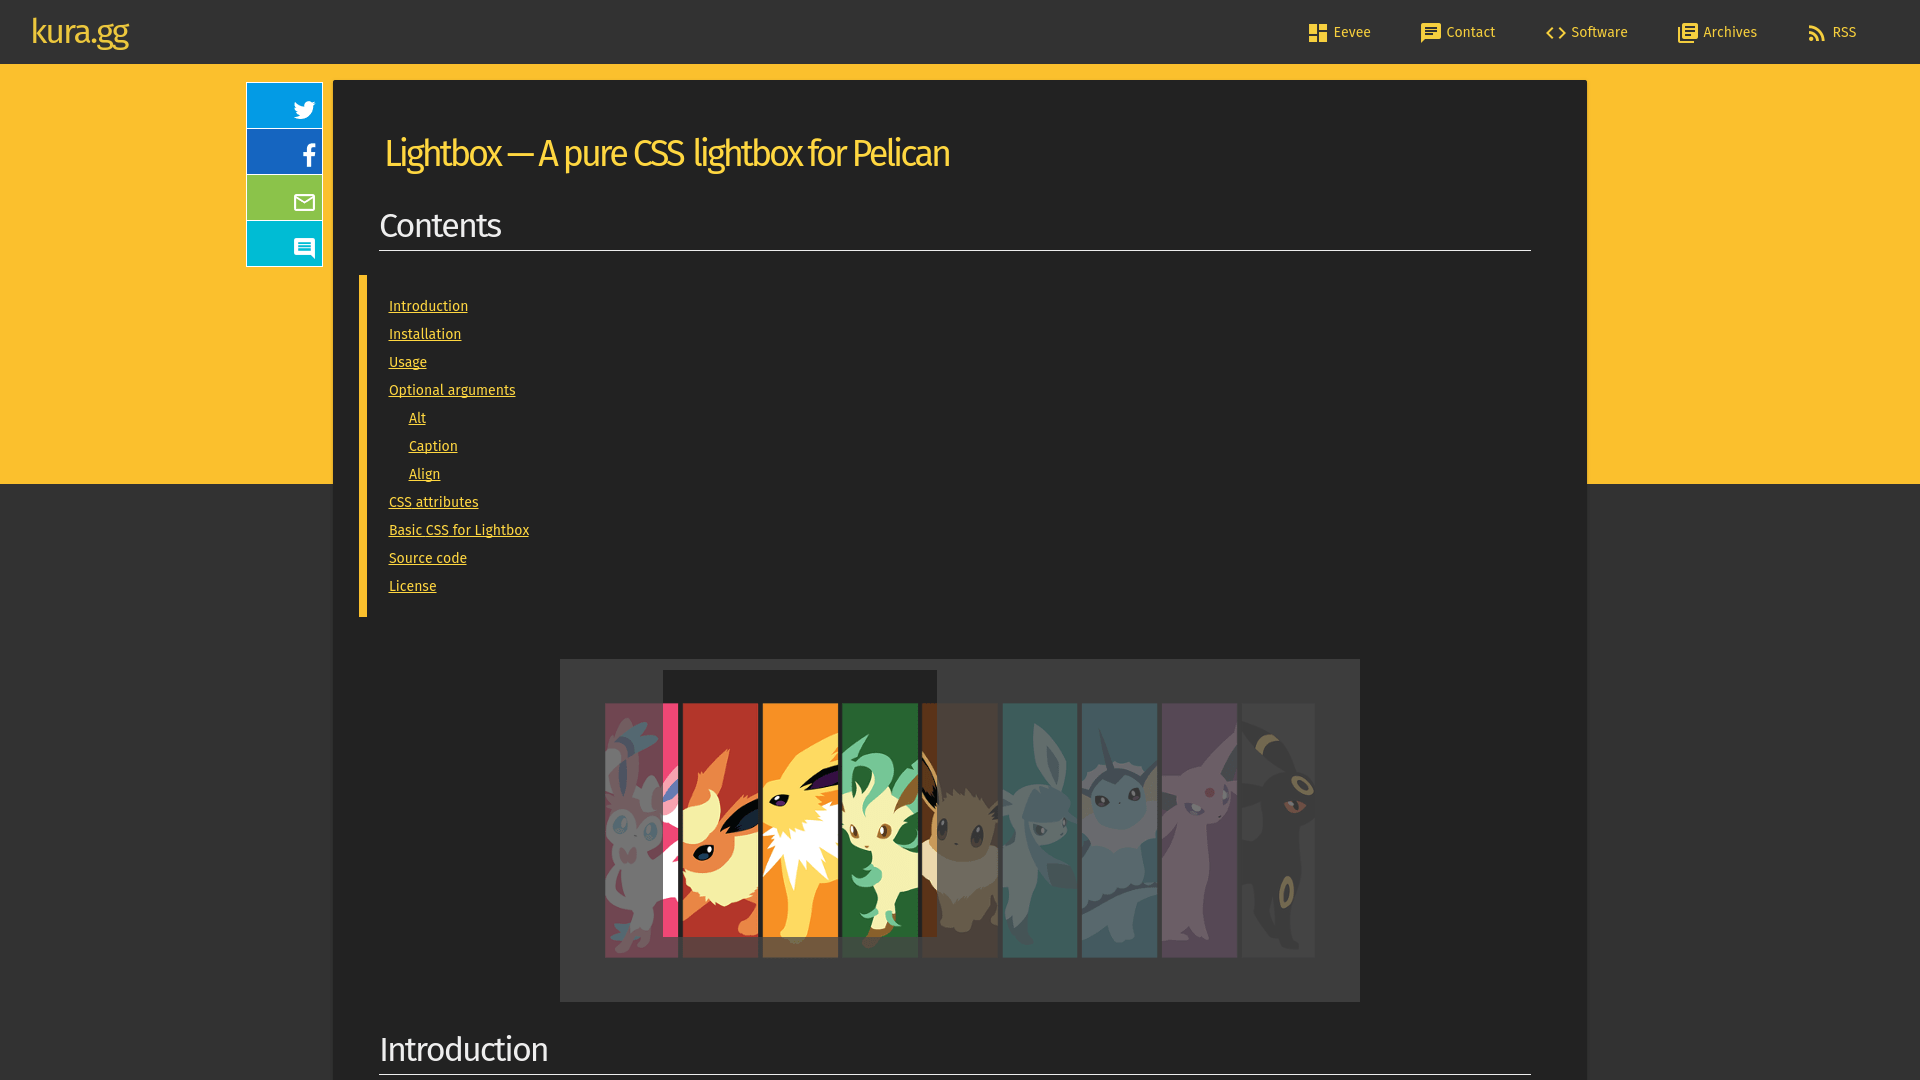 kura.gg
Eevee
Contact
Software
Archives
RSS
Lightbox — A pure CSS lightbox for Pelican
Contents
Introduction
Installation
Usage
Optional arguments
Alt
Caption
Align
CSS attributes
Basic CSS for Lightbox
Source code
License
Introduction